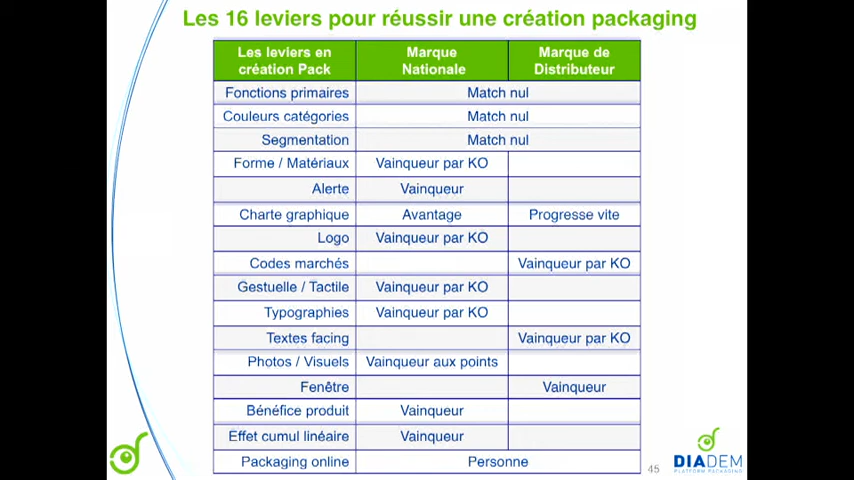 Les 16 leviers pour réussir une création packaging
Les leviers en création Pack Marque Nationale Marque de Distributeur
Fonctions primaires Match nul
Couleurs catégories Match nul
Segmentation Match nul
Forme / Matériaux Vainqueur par KO
Alerte Vainqueur
Charte graphique Avantage Progresse vite
Logo Vainqueur par KO
Codes marchés Vainqueur par KO
Gestuelle / Tactile Vainqueur par KO
Typographies Vainqueur par KO
Textes facing Vainqueur par KO
Photos / Visuels Vainqueur aux points
Fenêtre Vainqueur
Bénéfice produit Vainqueur
Effet cumul linéaire Vainqueur
Packaging online Personne
45
DIADEM
PLATFORM PACKAGING